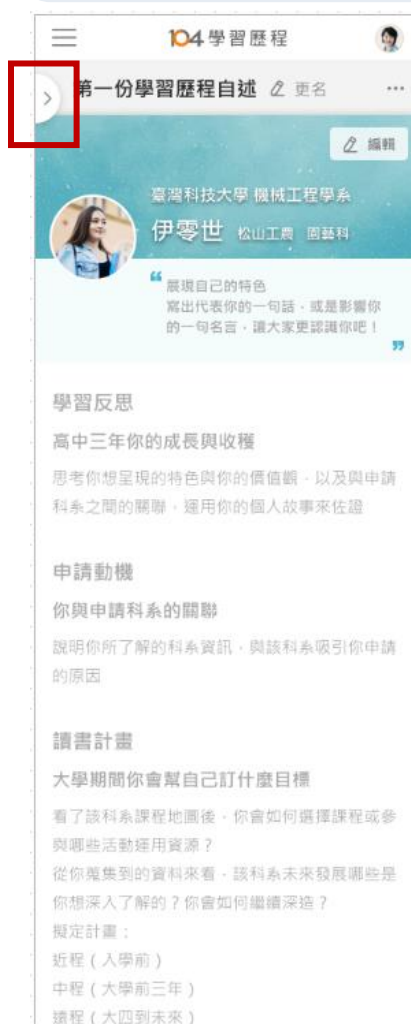 104 學習歷程
第一份學習歷程自述 更名 ...
編輯
臺灣科技大學 機械工程學系
伊零世 松山工農 園藝科
“ 展現自己的特色
寫出代表你的一句話，或是影響你
的一句名言，讓大家更認識你吧！
”
學習反思
高中三年你的成長與收穫
思考你想呈現的特色與你的價值觀，以及與申請
科系之間的關聯，運用你的個人故事來佐證
申請動機
你與申請科系的關聯
說明你所了解的科系資訊，與該科系吸引你申請
的原因
讀書計畫
大學期間你會幫自己訂什麼目標
看了該科系課程地圖後，你會如何選擇課程或參
與哪些活動運用資源？
從你蒐集到的資料來看，該科系未來發展哪些是
你想深入了解的？你會如何繼續深造？
擬定計畫：
近程（入學前）
中程（大學前三年）
遠程（大四到未來）